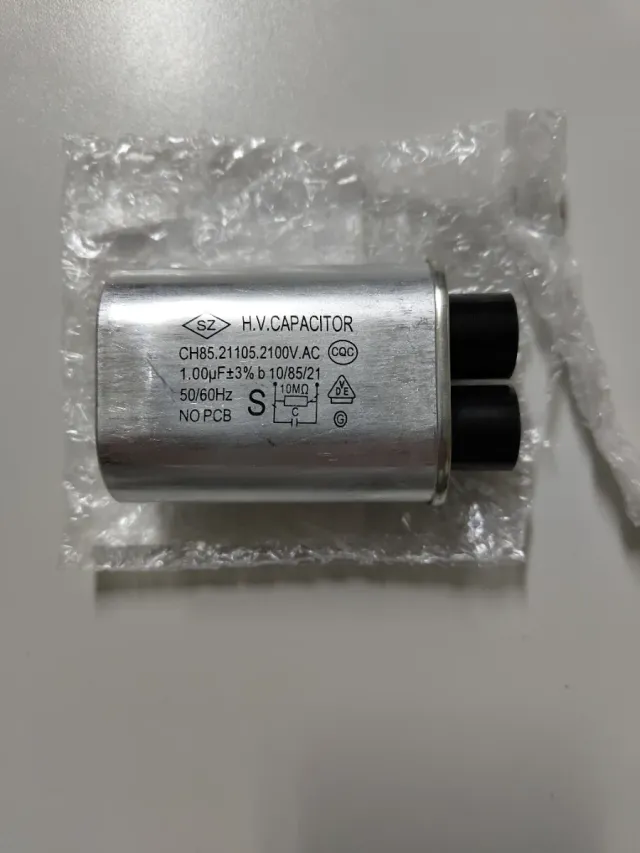 SZ H.V.CAPACITOR
CH85.21105.2100V.AC CQC
1.00μF±3% b 10/85/21
50/60Hz S 10MΩ VDE
NO PCB C G